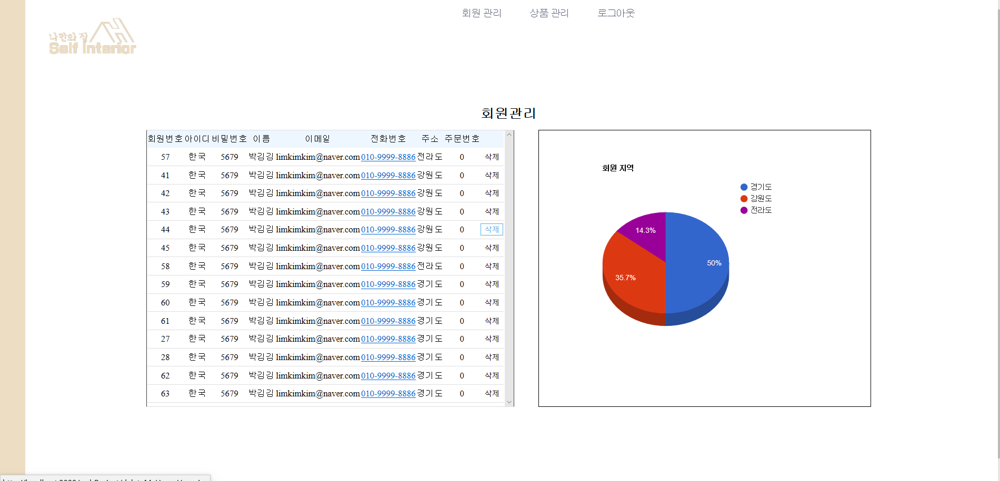 회원 관리 상품 관리 로그아웃
나만의 집
Self Interior
회원관리
회원번호 아이디 비밀번호 이름 이메일 전화번호 주소 주문번호
57 한국 5679 박김김 limkimkim@naver.com 010-9999-8886 전라도 0 삭제
41 한국 5679 박김김 limkimkim@naver.com 010-9999-8886 강원도 0 삭제
42 한국 5679 박김김 limkimkim@naver.com 010-9999-8886 강원도 0 삭제
43 한국 5679 박김김 limkimkim@naver.com 010-9999-8886 강원도 0 삭제
44 한국 5679 박김김 limkimkim@naver.com 010-9999-8886 강원도 0 삭제
45 한국 5679 박김김 limkimkim@naver.com 010-9999-8886 강원도 0 삭제
58 한국 5679 박김김 limkimkim@naver.com 010-9999-8886 전라도 0 삭제
59 한국 5679 박김김 limkimkim@naver.com 010-9999-8886 경기도 0 삭제
60 한국 5679 박김김 limkimkim@naver.com 010-9999-8886 경기도 0 삭제
61 한국 5679 박김김 limkimkim@naver.com 010-9999-8886 경기도 0 삭제
27 한국 5679 박김김 limkimkim@naver.com 010-9999-8886 경기도 0 삭제
28 한국 5679 박김김 limkimkim@naver.com 010-9999-8886 경기도 0 삭제
62 한국 5679 박김김 limkimkim@naver.com 010-9999-8886 경기도 0 삭제
63 한국 5679 박김김 limkimkim@naver.com 010-9999-8886 경기도 0 삭제
회원 지역
경기도
강원도
전라도
14.3%
50%
35.7%